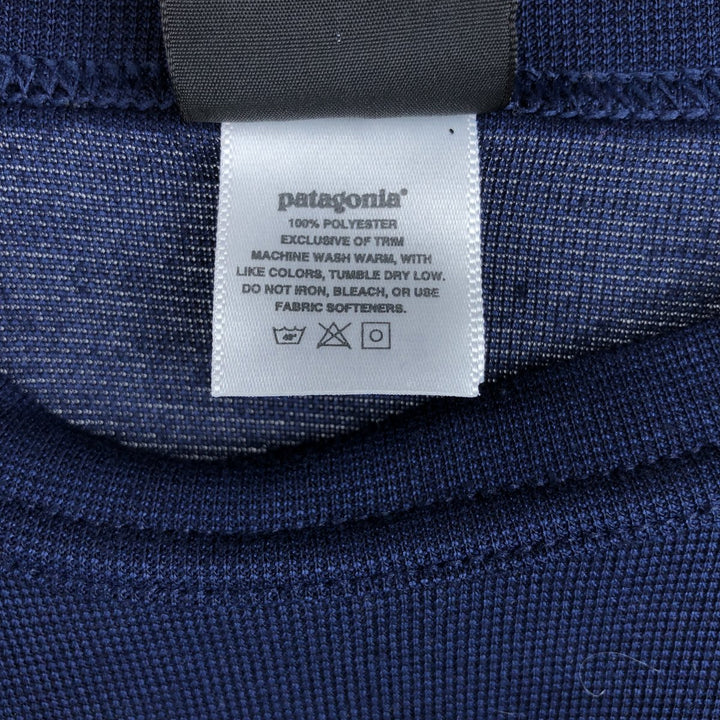 patagonia®
100% POLYESTER
EXCLUSIVE OF TRIM
MACHINE WASH WARM, WITH
LIKE COLORS, TUMBLE DRY LOW.
DO NOT IRON, BLEACH, OR USE
FABRIC SOFTENERS.
40°